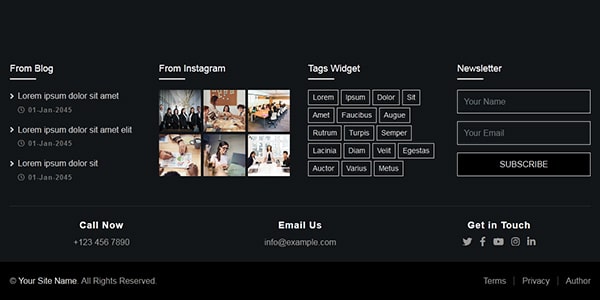 From Blog
Lorem ipsum dolor sit amet
01-Jan-2045
Lorem ipsum dolor sit amet elit
01-Jan-2045
Lorem ipsum dolor sit
01-Jan-2045
From Instagram
Tags Widget
Lorem Ipsum Dolor Sit
Amet Faucibus Augue
Rutrum Turpis Semper
Lacinia Diam Velit Egestas
Auctor Varius Metus
Newsletter
Your Name
Your Email
SUBSCRIBE
Call Now
+123 456 7890
Email Us
info@example.com
Get in Touch
© Your Site Name. All Rights Reserved.
Terms | Privacy | Author